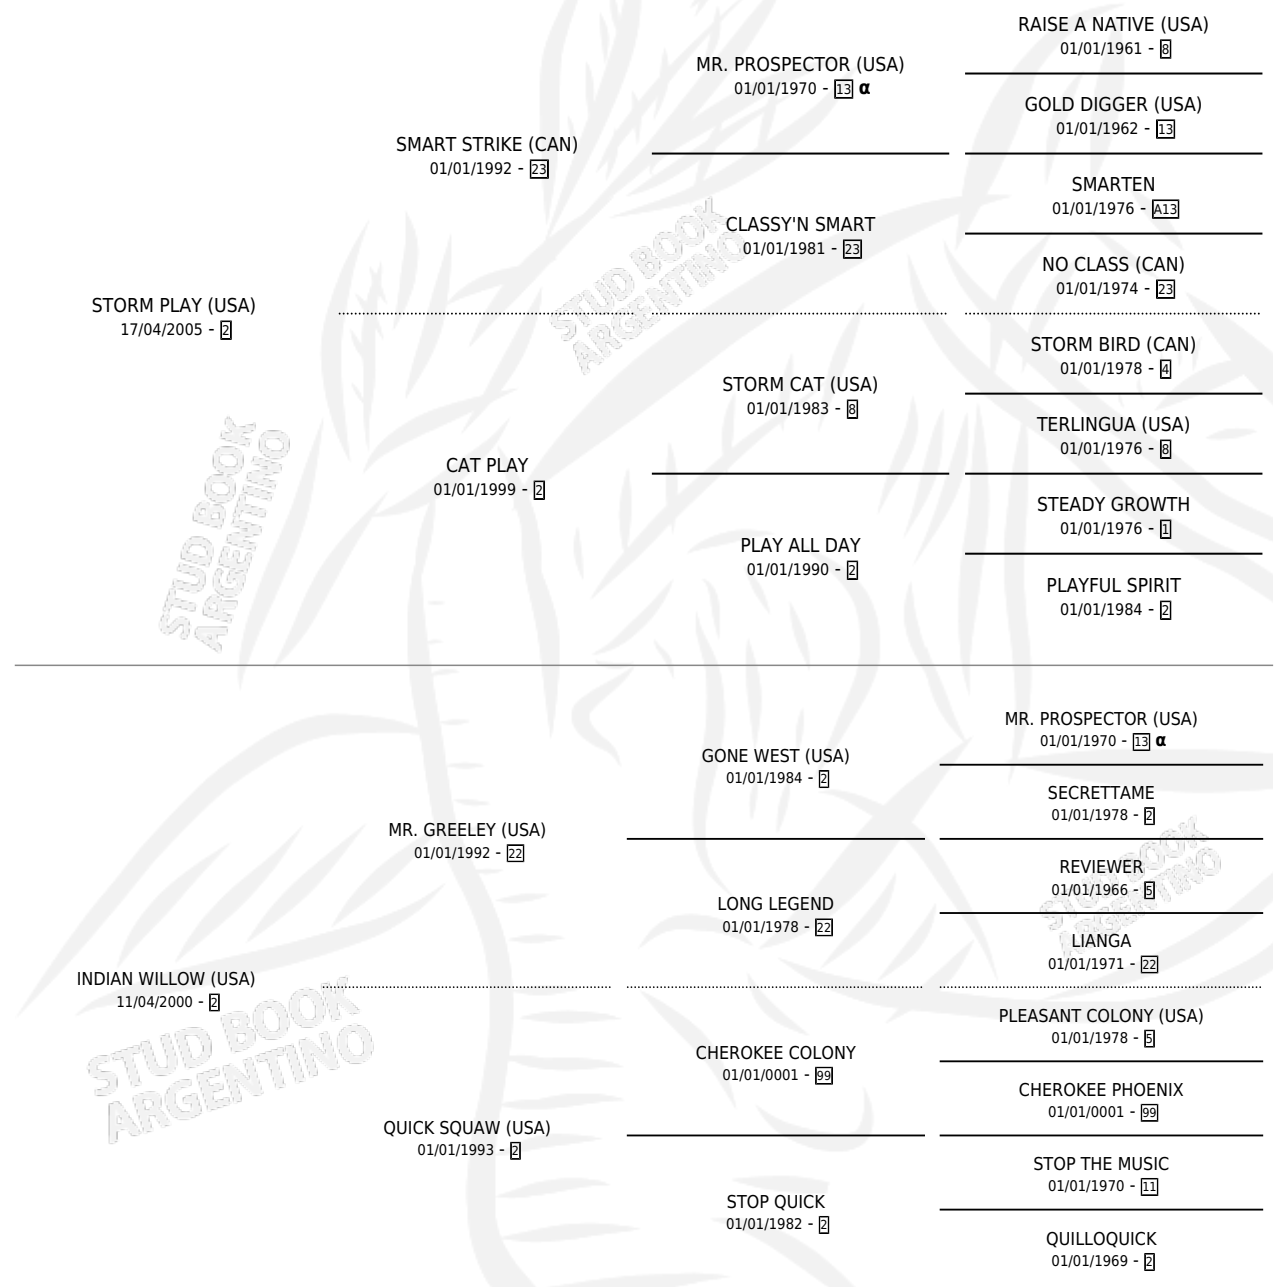 RAISE A NATIVE (USA)
01/01/1961 - 8
MR. PROSPECTOR (USA)
01/01/1970 - 13 α
GOLD DIGGER (USA)
01/01/1962 - 13
SMART STRIKE (CAN)
01/01/1992 - 23
SMARTEN
01/01/1976 - A13
CLASSY'N SMART
01/01/1981 - 23
NO CLASS (CAN)
01/01/1974 - 23
STORM PLAY (USA)
17/04/2005 - 2
STUD BOOK
ARGENTINO
STORM BIRD (CAN)
01/01/1978 - 4
STORM CAT (USA)
01/01/1983 - 8
TERLINGUA (USA)
01/01/1976 - 8
CAT PLAY
01/01/1999 - 2
STEADY GROWTH
01/01/1976 - 1
PLAY ALL DAY
01/01/1990 - 2
PLAYFUL SPIRIT
01/01/1984 - 2
STUD BOOK
ARGENTINO
MR. PROSPECTOR (USA)
01/01/1970 - 13 α
GONE WEST (USA)
01/01/1984 - 2
SECRETTAME
01/01/1978 - 2
MR. GREELEY (USA)
01/01/1992 - 22
REVIEWER
01/01/1966 - 5
LONG LEGEND
01/01/1978 - 22
LIANGA
01/01/1971 - 22
STUD BOOK
ARGENTINO
INDIAN WILLOW (USA)
11/04/2000 - 2
PLEASANT COLONY (USA)
01/01/1978 - 5
CHEROKEE COLONY
01/01/0001 - 99
CHEROKEE PHOENIX
01/01/0001 - 99
QUICK SQUAW (USA)
01/01/1993 - 2
STOP THE MUSIC
01/01/1970 - 11
STOP QUICK
01/01/1982 - 2
QUILLOQUICK
01/01/1969 - 2
STUD BOOK
ARGENTINO